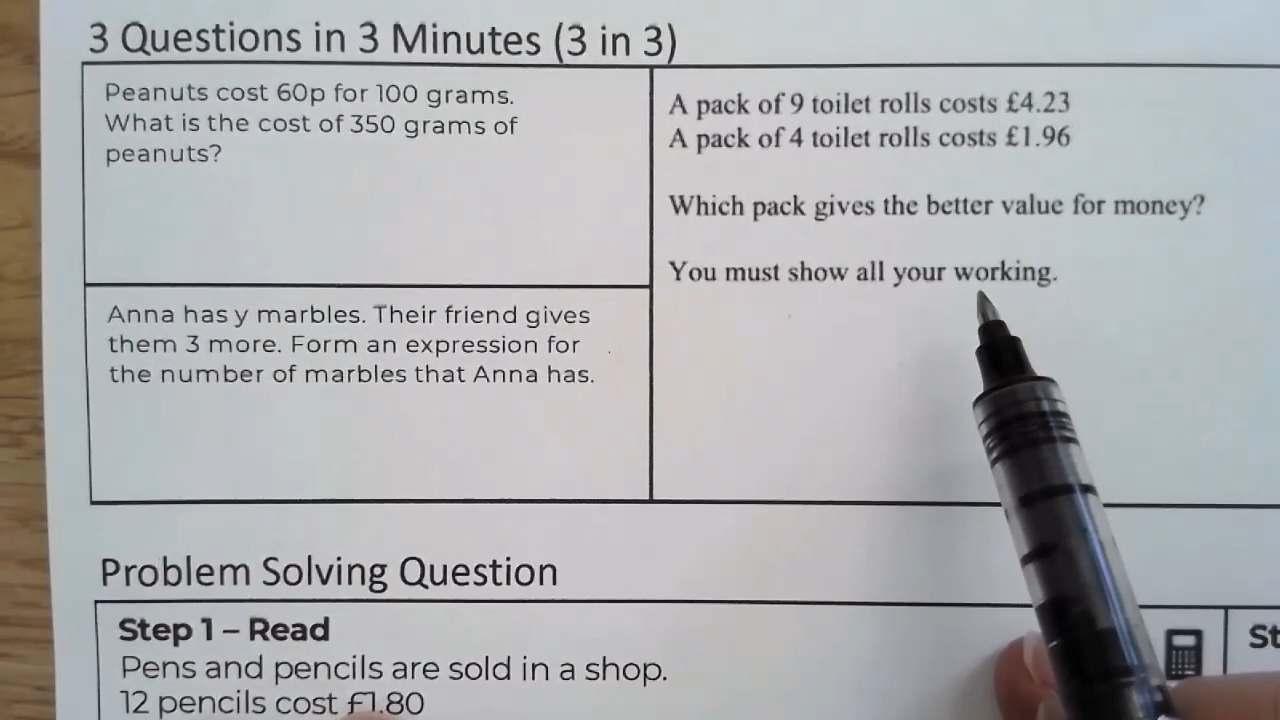 3 Questions in 3 Minutes (3 in 3)
Peanuts cost 60p for 100 grams.
What is the cost of 350 grams of
peanuts?
Anna has y marbles. Their friend gives
them 3 more. Form an expression for
the number of marbles that Anna has.
A pack of 9 toilet rolls costs £4.23
A pack of 4 toilet rolls costs £1.96
Which pack gives the better value for money?
You must show all your working.
Problem Solving Question
Step 1 – Read
Pens and pencils are sold in a shop.
12 pencils cost £1.80